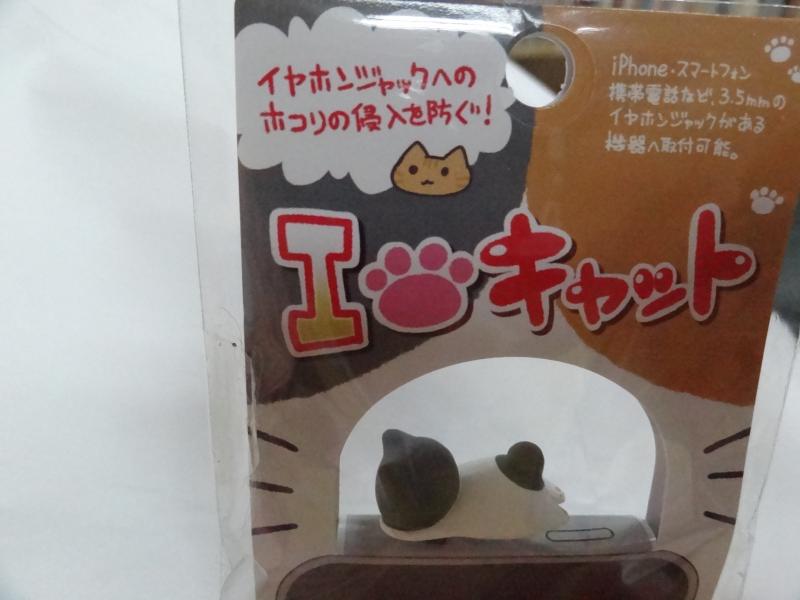 イヤホンジャックへの
ホコリの侵入を防ぐ!
iPhone・スマートフォン
携帯電話など、3.5mmの
イヤホンジャックがある
機器へ取付可能。
I キャット